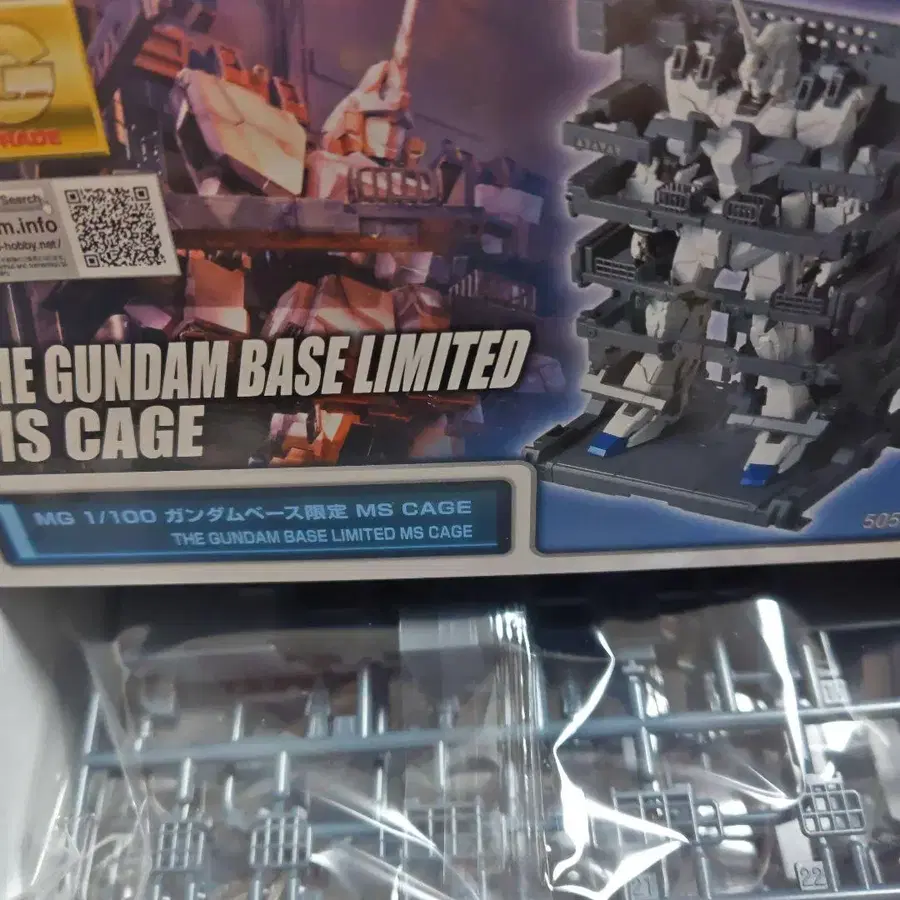 G
RADE
Search
m.info
-hobby.net/
HE GUNDAM BASE LIMITED
MS CAGE
MG 1/100 ガンダムベース限定 MS CAGE
THE GUNDAM BASE LIMITED MS CAGE
505
21
22